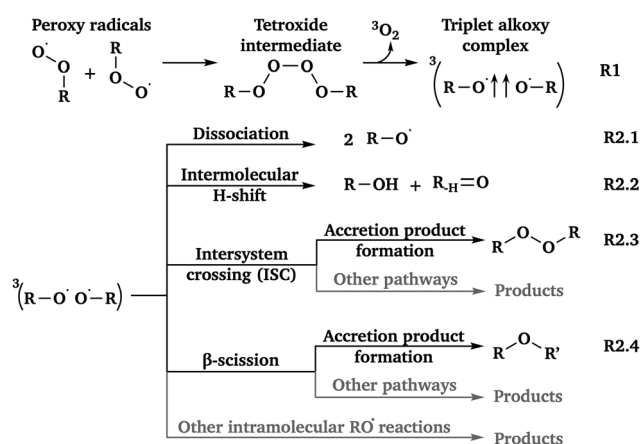 Peroxy radicals
Tetroxide intermediate
³O₂
Triplet alkoxy complex
O· O R + R O O·
R–O O–O O–R
³(R–O·↑↑ O·–R)
R1
Dissociation
2 R–O·
R2.1
Intermolecular H-shift
R–OH + R-H=O
R2.2
Intersystem crossing (ISC)
Accretion product formation
R O O R
R2.3
Other pathways
Products
³(R–O· O·–R)
β-scission
Accretion product formation
R O R'
R2.4
Other pathways
Products
Other intramolecular RO· reactions
Products